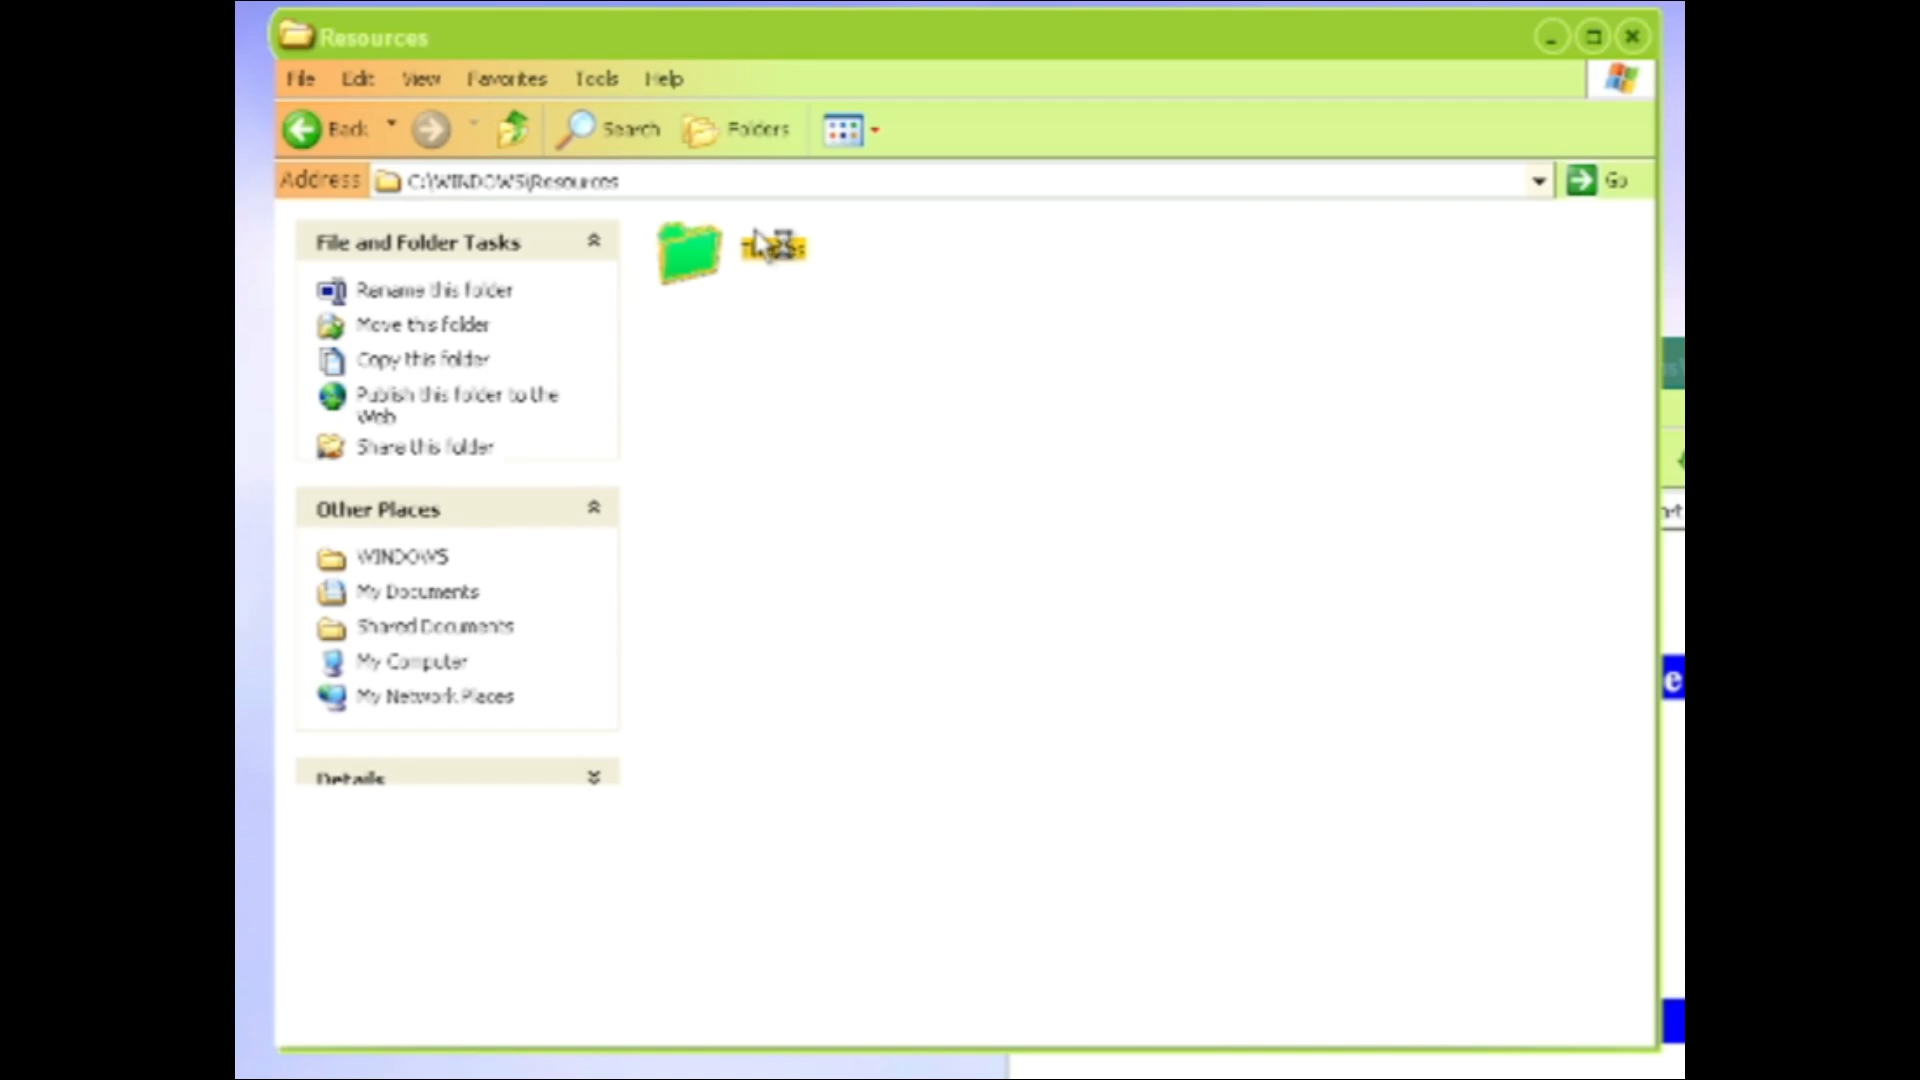 Resources
File Edit View Favorites Tools Help
Back Search Folders
Address C:\WINDOWS\Resources Go
File and Folder Tasks
Rename this folder
Move this folder
Copy this folder
Publish this folder to the
Web
Share this folder
Other Places
WINDOWS
My Documents
Shared Documents
My Computer
My Network Places
Details
e